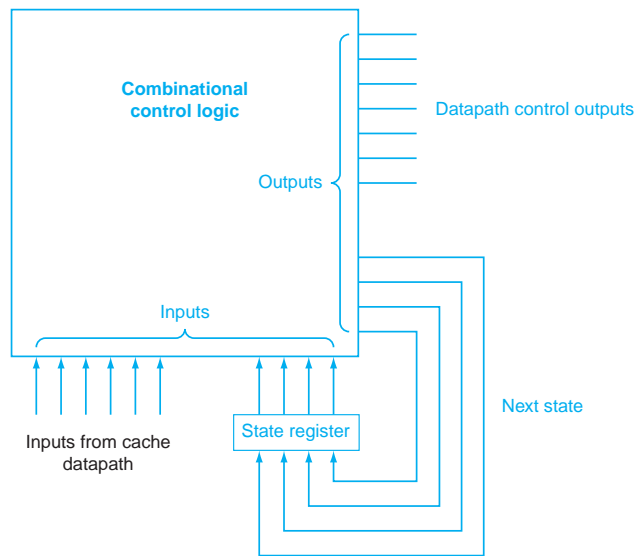 Combinational
control logic
Datapath control outputs
Outputs
Inputs
Next state
State register
Inputs from cache
datapath